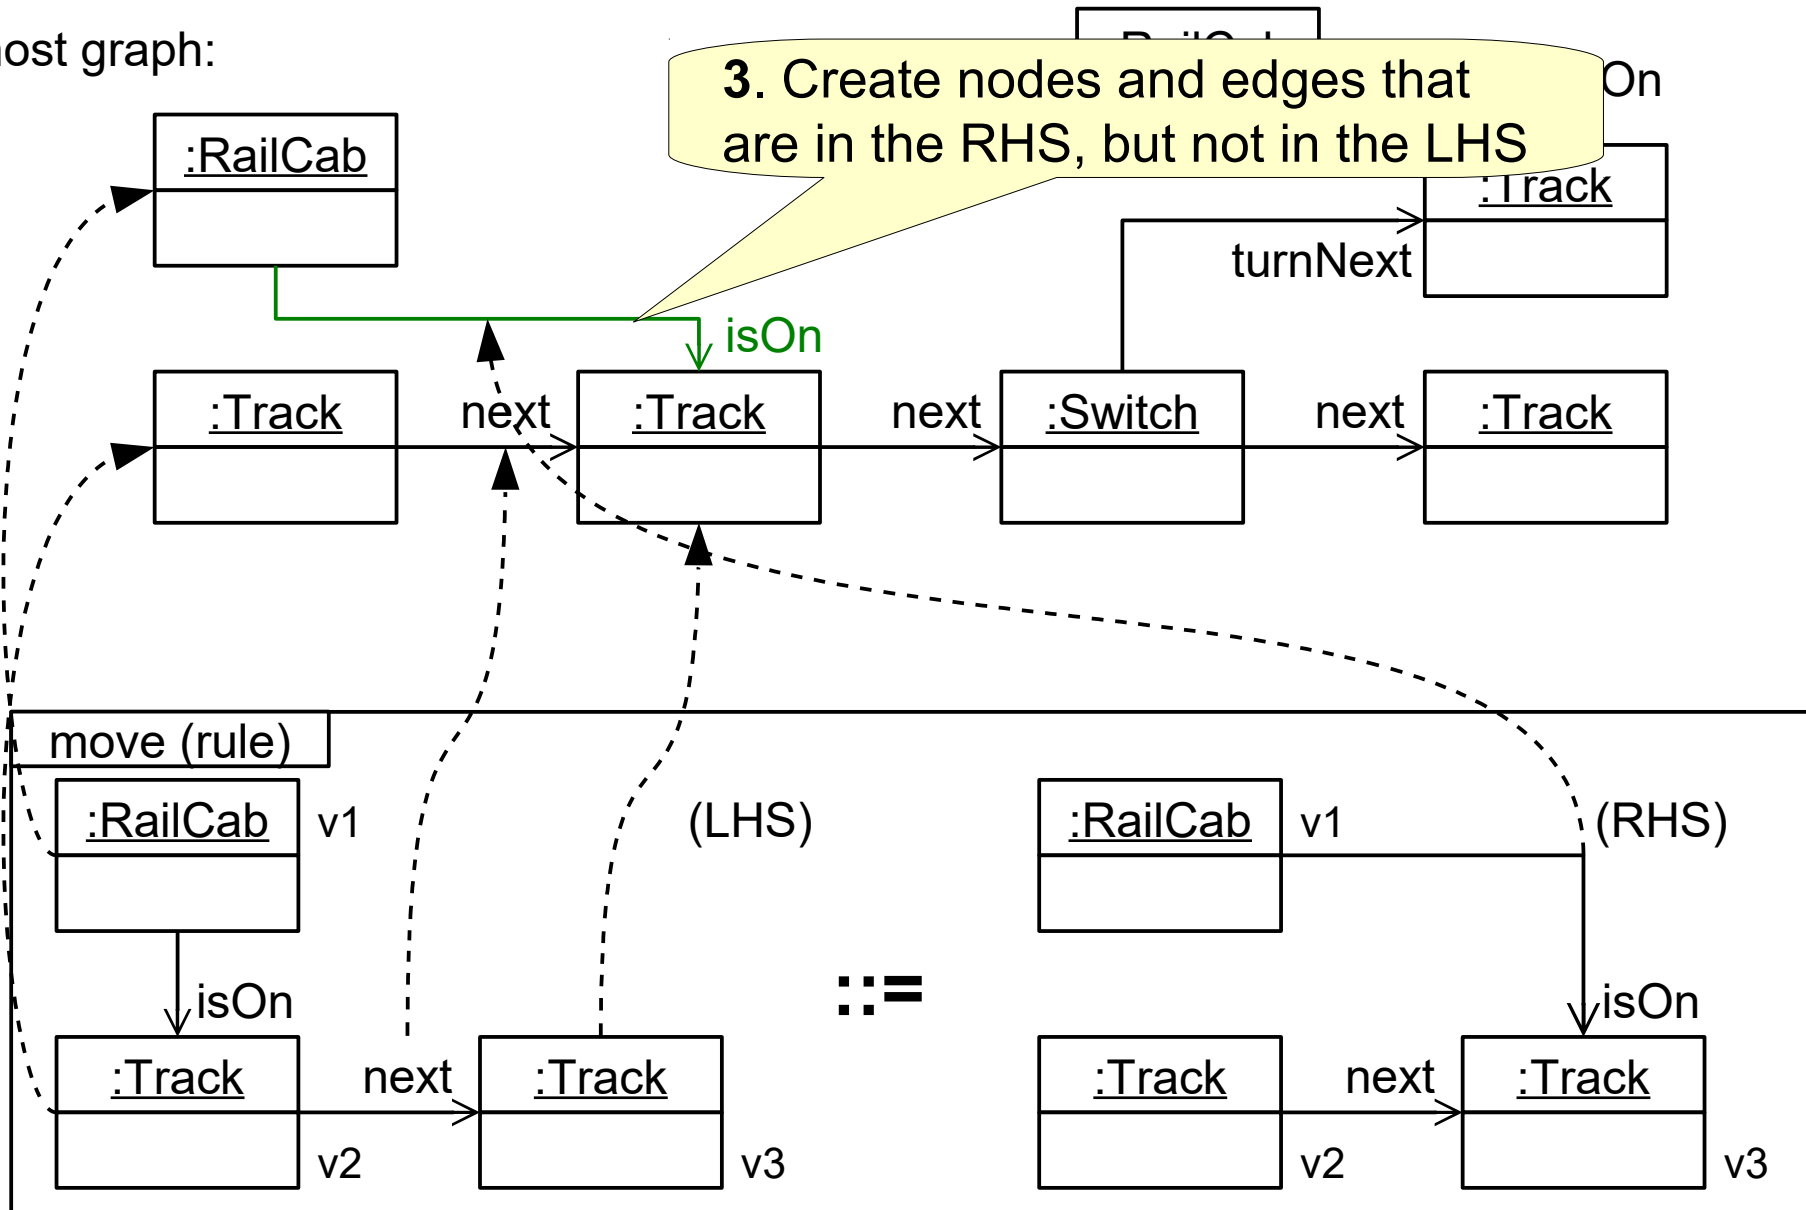 ost graph:
3. Create nodes and edges that
are in the RHS, but not in the LHS
On
:RailCab
:Track
turnNext
isOn
:Track
next
:Track
next
:Switch
next
:Track
move (rule)
:RailCab
v1
(LHS)
:RailCab
v1
(RHS)
isOn
::=
isOn
:Track
next
:Track
:Track
next
:Track
v2
v3
v2
v3